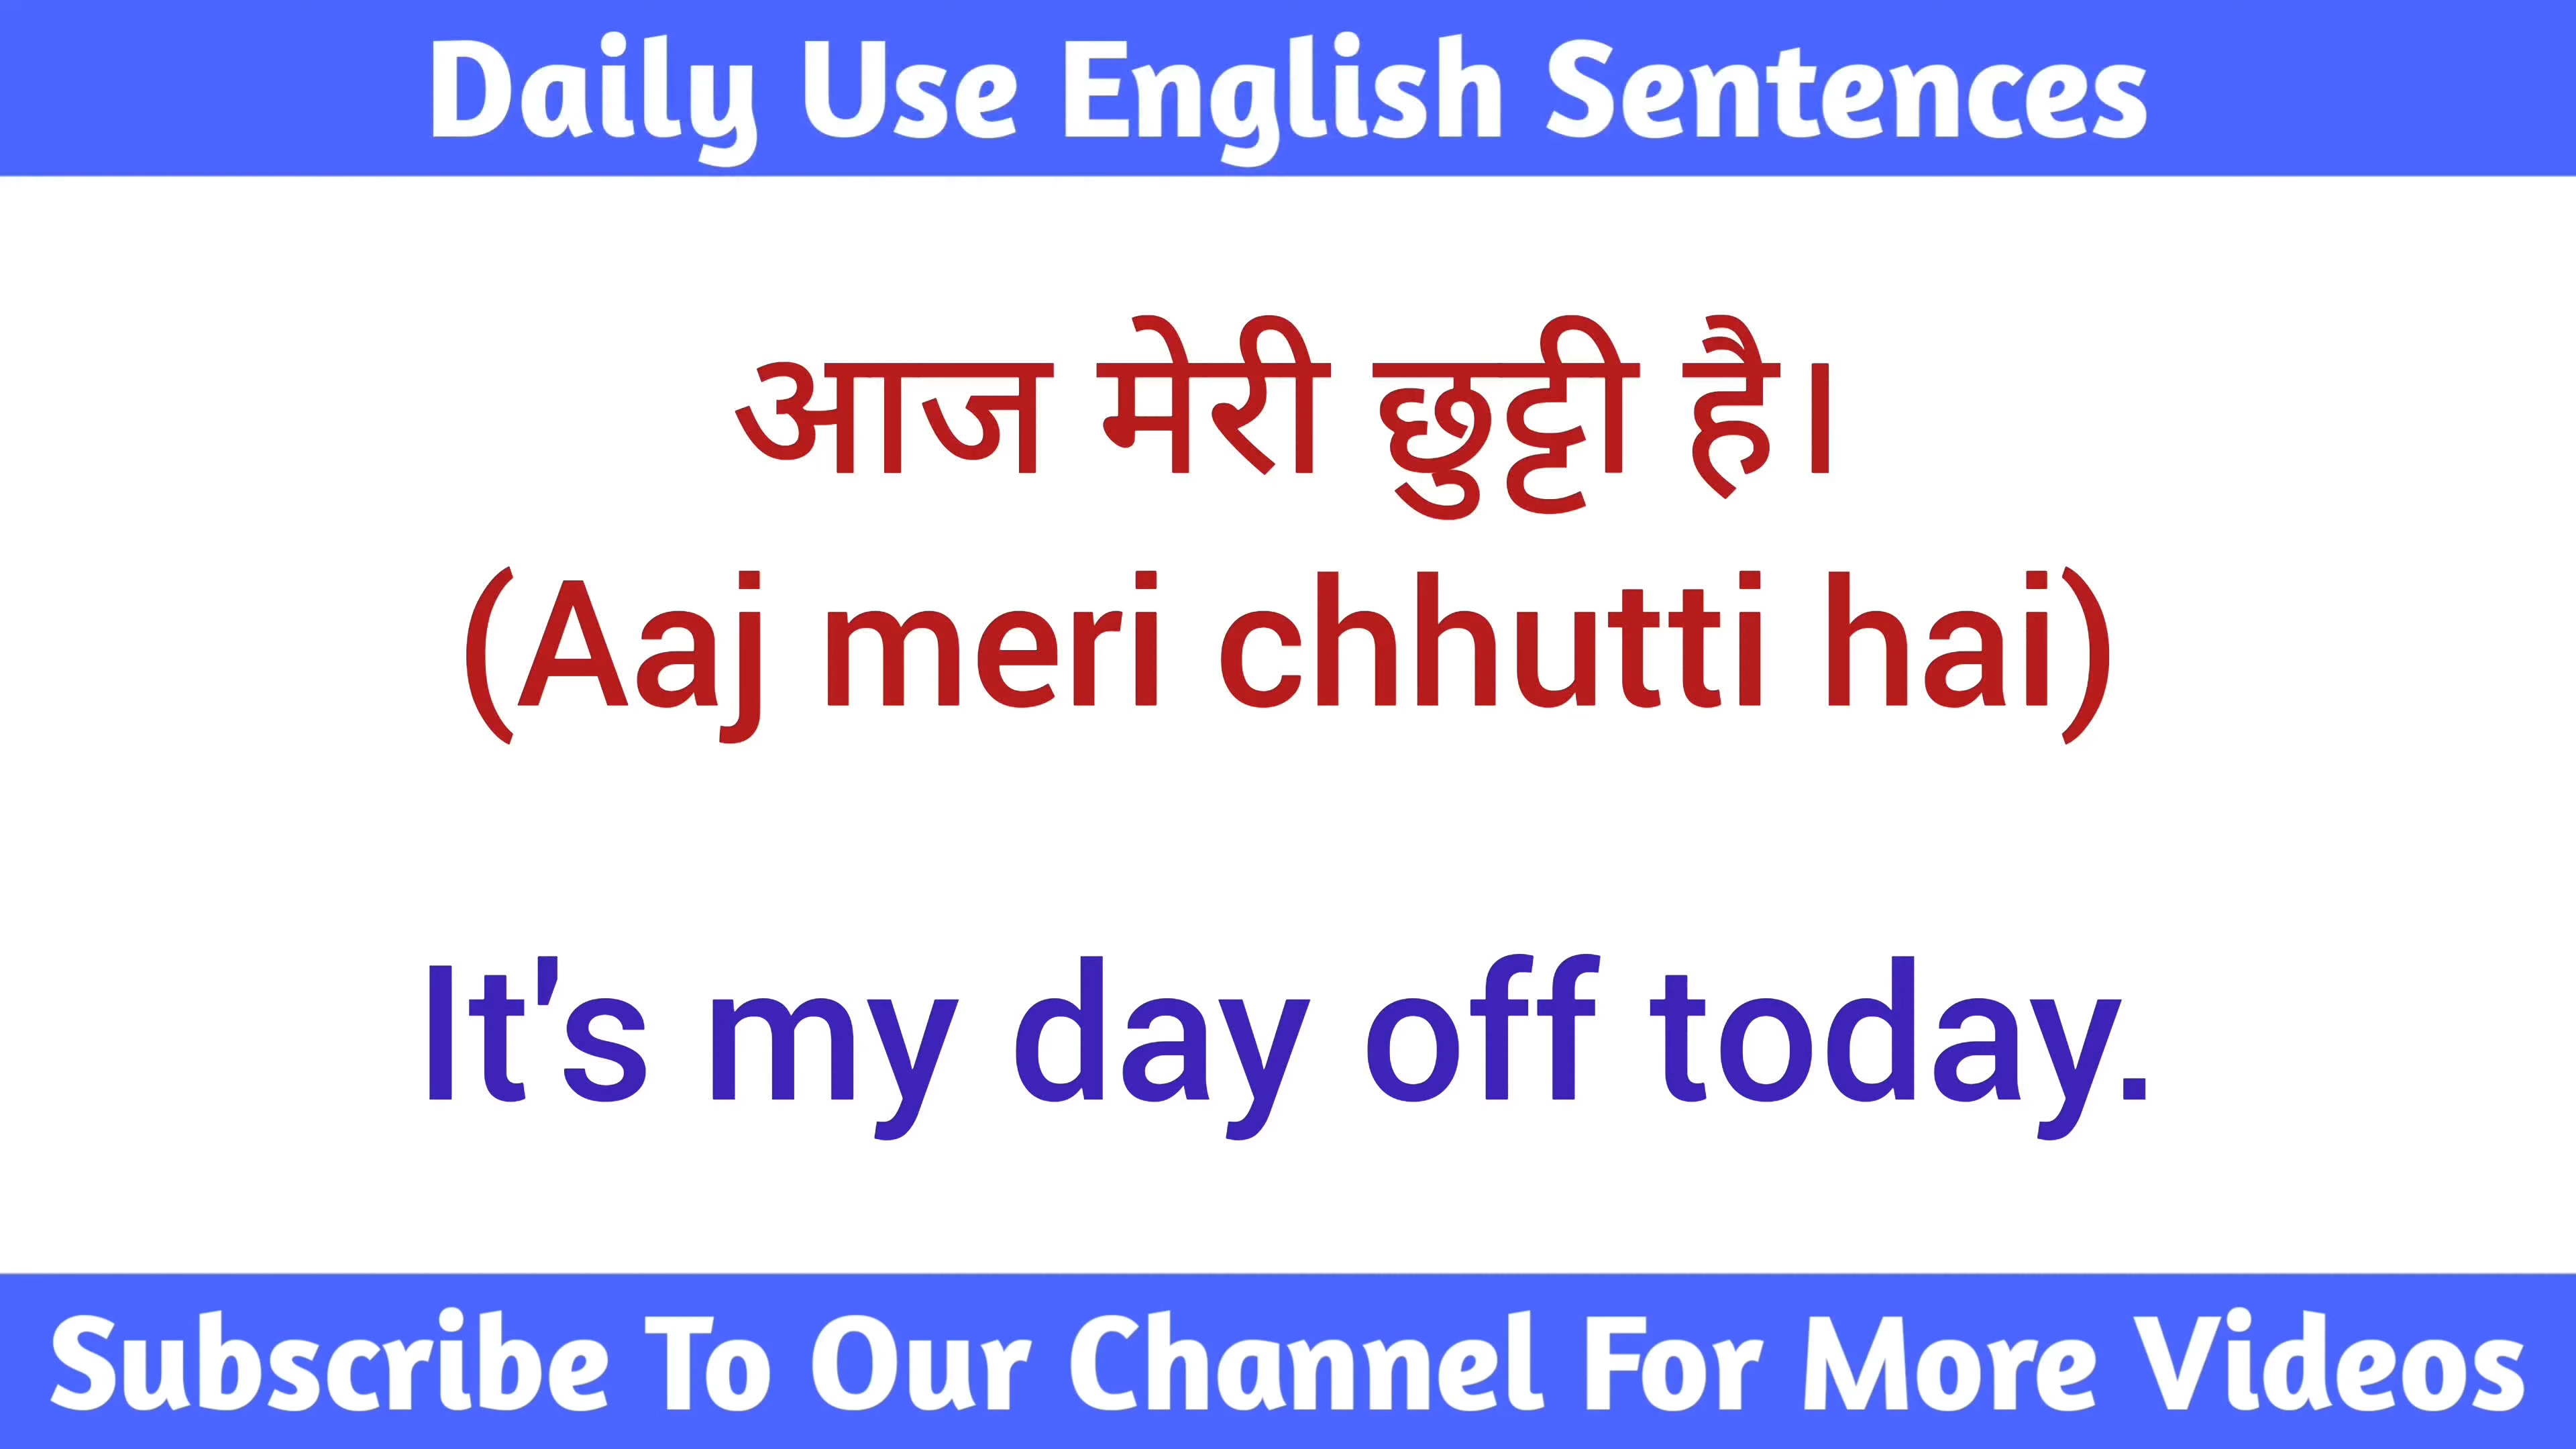 Daily Use English Sentences
आज मेरी छुट्टी है।
(Aaj meri chhutti hai)
It's my day off today.
Subscribe To Our Channel For More Videos